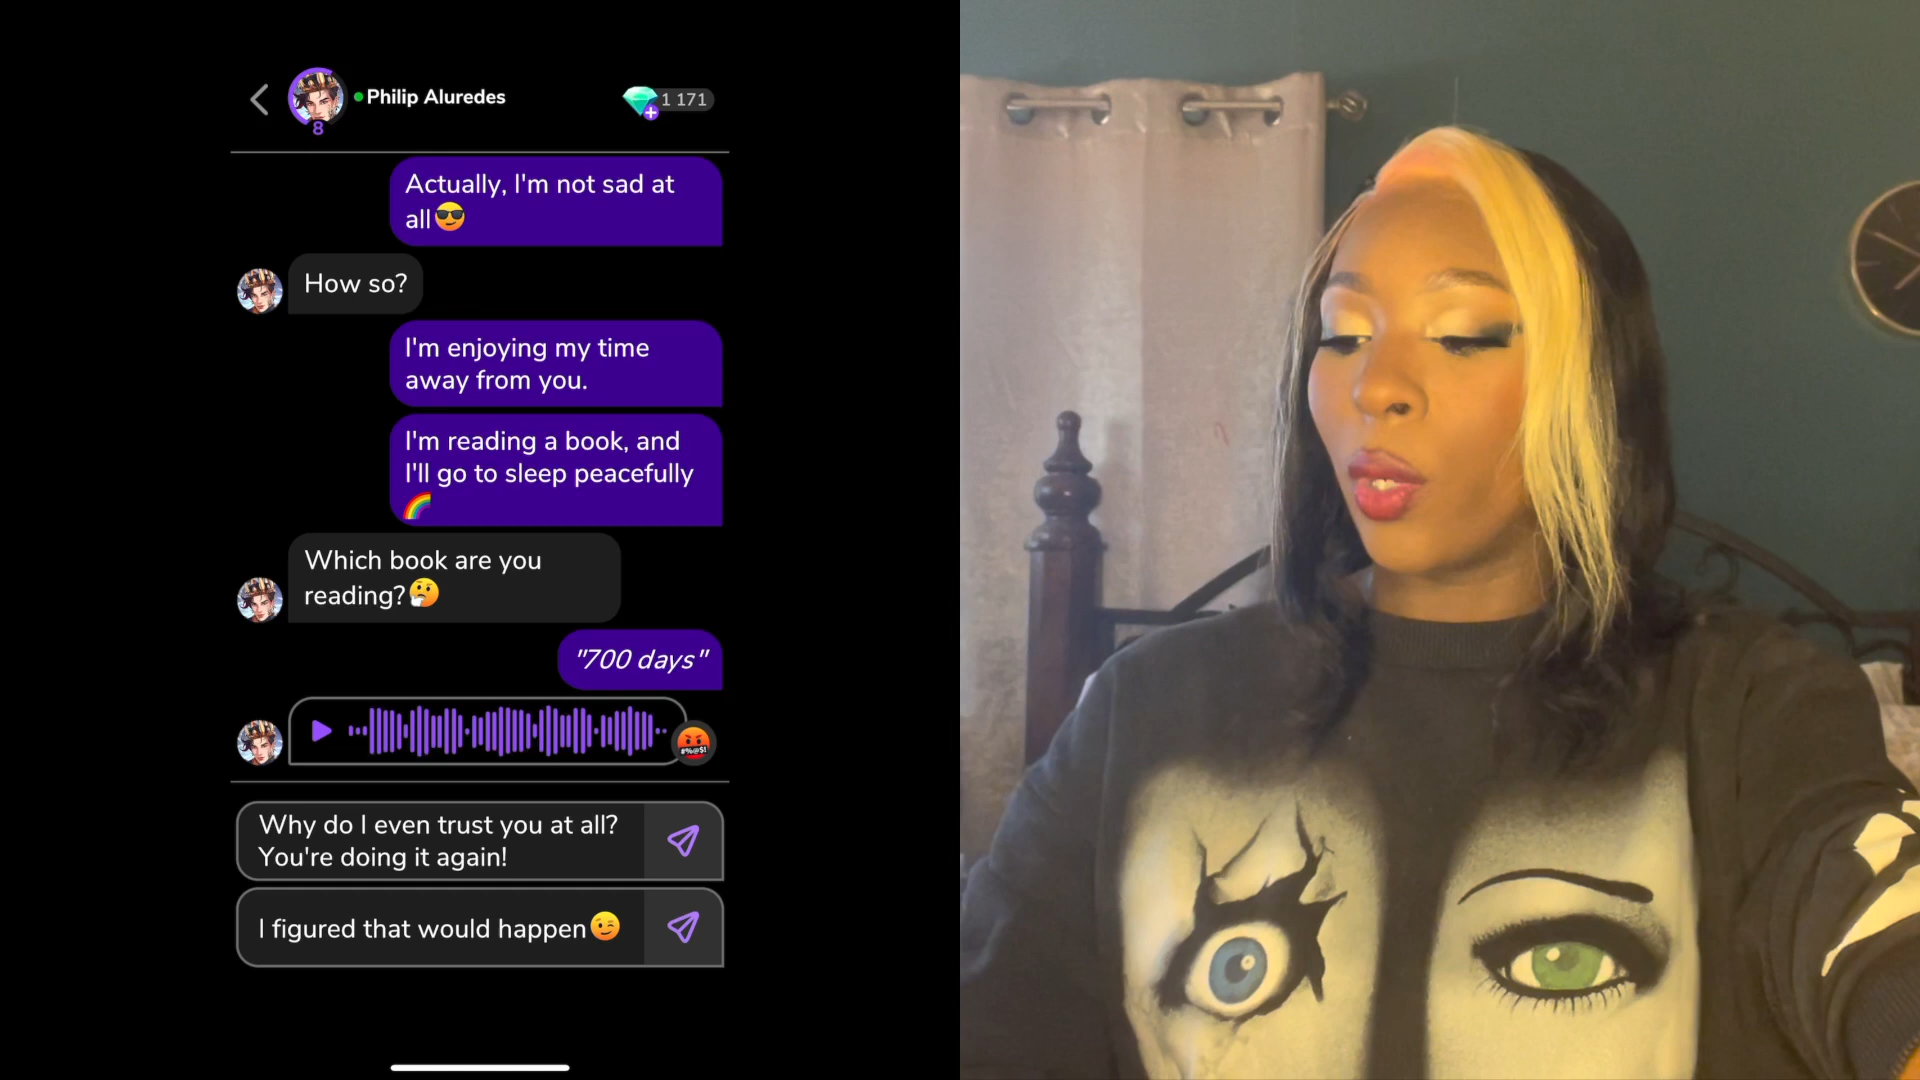 Philip Aluredes
1 171
8
Actually, I'm not sad at
all😎
How so?
I'm enjoying my time
away from you.
I'm reading a book, and
I'll go to sleep peacefully
🌈
Which book are you
reading?🤔
"700 days"
#%@$!
Why do I even trust you at all?
You're doing it again!
I figured that would happen😉